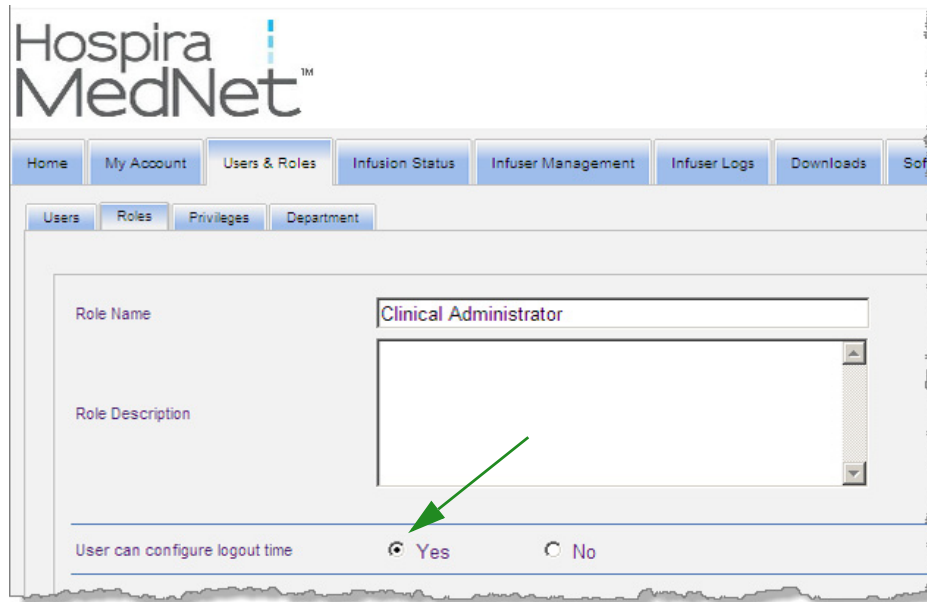 Hospira
MedNet™
Home My Account Users & Roles Infusion Status Infuser Management Infuser Logs Downloads Sof
Users Roles Privileges Department
Role Name Clinical Administrator
Role Description
User can configure logout time Yes No